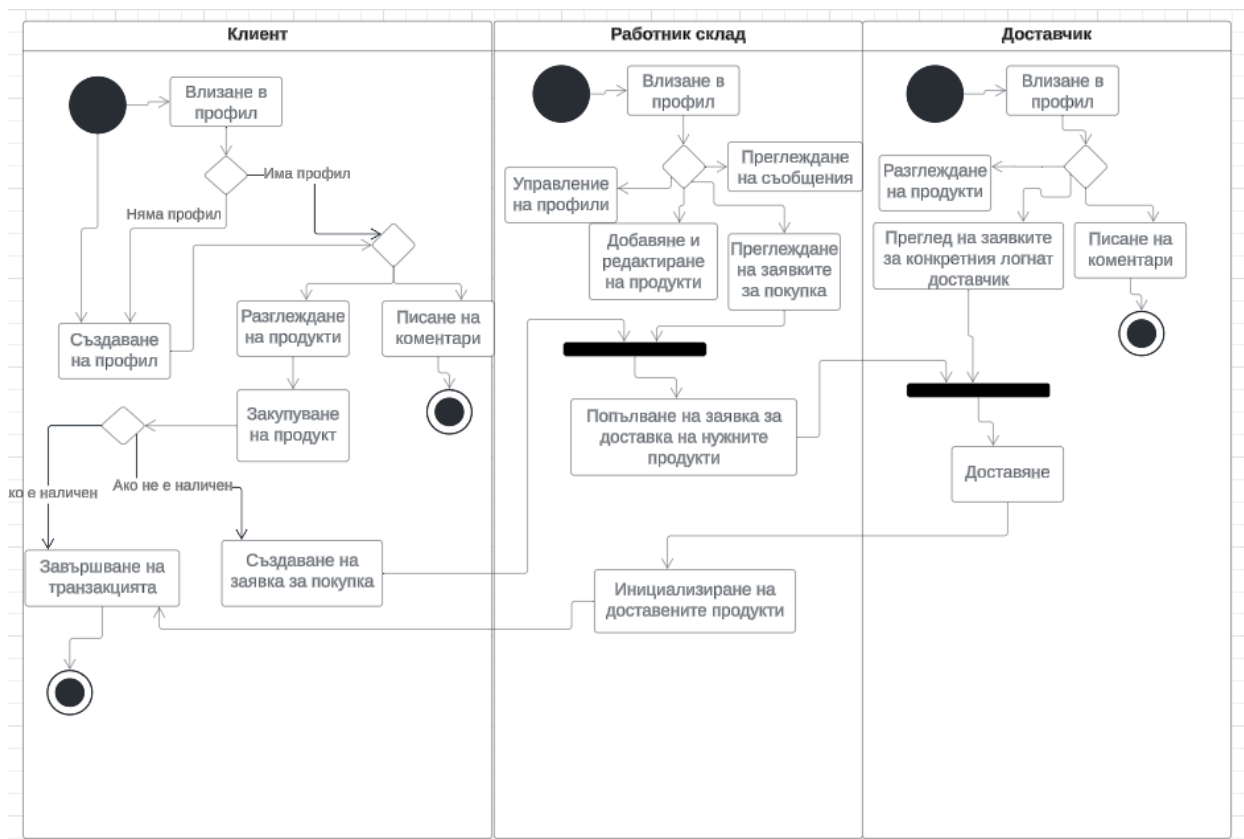 Клиент
Работник склад
Доставчик
Влизане в
профил
Има профил
Няма профил
Създаване
на профил
Разглеждане
на продукти
Писане на
коментари
Закупуване
на продукт
ко е наличен
Ако не е наличен
Завършване на
транзакцията
Създаване на
заявка за покупка
Влизане в
профил
Преглеждане
на съобщения
Управление
на профили
Добавяне и
редактиране
на продукти
Преглеждане
на заявките
за покупка
Попълване на заявка за
доставка на нужните
продукти
Инициализиране на
доставените продукти
Влизане в
профил
Разглеждане
на продукти
Преглед на заявките
за конкретния логнат
доставчик
Писане на
коментари
Доставяне